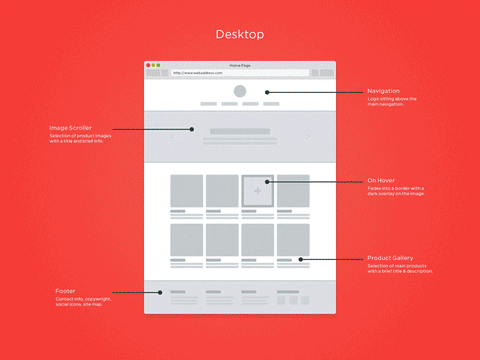 Desktop
Home Page
http://www.webaddress.com
Navigation
Logo sitting above the
main navigation.
Image Scroller
Selection of product images
with a title and brief info.
On Hover
Fades into a border with a
dark overlay on the image.
Product Gallery
Selection of main products
with a brief title & description.
Footer
Contact info, copywright,
social icons, site map.